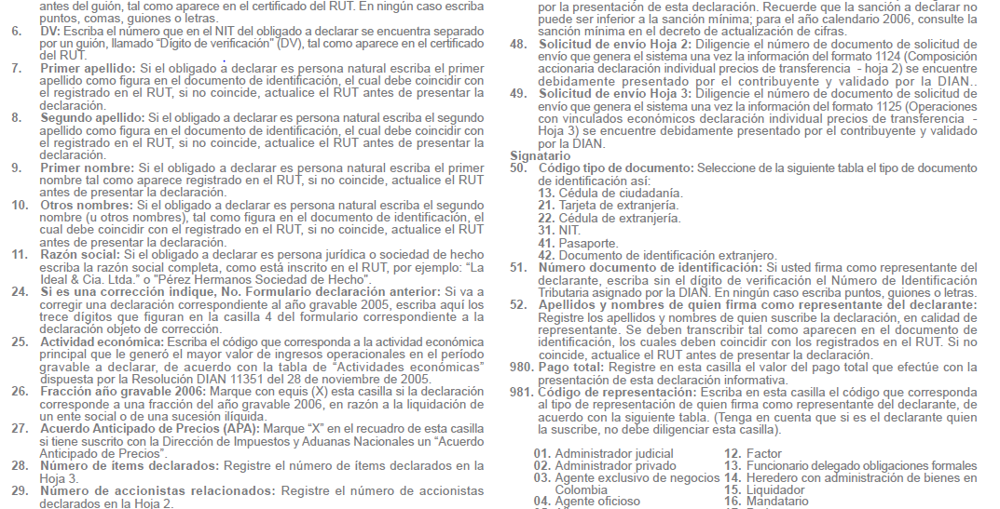 antes del guión, tal como aparece en el certificado del RUT. En ningún caso escriba
puntos, comas, guiones o letras.
6. DV: Escriba el número que en el NIT del obligado a declarar se encuentra separado
por un guión, llamado “Dígito de verificación” (DV), tal como aparece en el certificado
del RUT.
7. Primer apellido: Si el obligado a declarar es persona natural escriba el primer
apellido como figura en el documento de identificación, el cual debe coincidir con
el registrado en el RUT, si no coincide, actualice el RUT antes de presentar la
declaración.
8. Segundo apellido: Si el obligado a declarar es persona natural escriba el segundo
apellido como figura en el documento de identificación, el cual debe coincidir con
el registrado en el RUT, si no coincide, actualice el RUT antes de presentar la
declaración.
9. Primer nombre: Si el obligado a declarar es persona natural escriba el primer
nombre tal como aparece registrado en el RUT, si no coincide, actualice el RUT
antes de presentar la declaración.
10. Otros nombres: Si el obligado a declarar es persona natural escriba el segundo
nombre (u otros nombres), tal como figura en el documento de identificación, el
cual debe coincidir con el registrado en el RUT, si no coincide, actualice el RUT
antes de presentar la declaración.
11. Razón social: Si el obligado a declarar es persona jurídica o sociedad de hecho
escriba la razón social completa, como está inscrito en el RUT, por ejemplo: “La
Ideal & Cia. Ltda.” o "Pérez Hermanos Sociedad de Hecho".
24. Si es una corrección indique, No. Formulario declaración anterior: Si va a
corregir una declaración correspondiente al año gravable 2005, escriba aquí los
trece dígitos que figuran en la casilla 4 del formulario correspondiente a la
declaración objeto de corrección.
25. Actividad económica: Escriba el código que corresponda a la actividad económica
principal que le generó el mayor valor de ingresos operacionales en el período
gravable a declarar, de acuerdo con la tabla de “Actividades económicas”
dispuesta por la Resolución DIAN 11351 del 28 de noviembre de 2005.
26. Fracción año gravable 2006: Marque con equis (X) esta casilla si la declaración
corresponde a una fracción del año gravable 2006, en razón a la liquidación de
un ente social o de una sucesión ilíquida.
27. Acuerdo Anticipado de Precios (APA): Marque “X” en el recuadro de esta casilla
si tiene suscrito con la Dirección de Impuestos y Aduanas Nacionales un “Acuerdo
Anticipado de Precios”.
28. Número de ítems declarados: Registre el número de ítems declarados en la
Hoja 3.
29. Número de accionistas relacionados: Registre el número de accionistas
declarados en la Hoja 2.
por la presentación de esta declaración. Recuerde que la sanción a declarar no
puede ser inferior a la sanción mínima; para el año calendario 2006, consulte la
sanción mínima en el decreto de actualización de cifras.
48. Solicitud de envío Hoja 2: Diligencie el número de documento de solicitud de
envío que genera el sistema una vez la información del formato 1124 (Composición
accionaria declaración individual precios de transferencia - hoja 2) se encuentre
debidamente presentado por el contribuyente y validado por la DIAN..
49. Solicitud de envío Hoja 3: Diligencie el número de documento de solicitud de
envío que genera el sistema una vez la información del formato 1125 (Operaciones
con vinculados económicos declaración individual precios de transferencia -
Hoja 3) se encuentre debidamente presentado por el contribuyente y validado
por la DIAN.
Signatario
50. Código tipo de documento: Seleccione de la siguiente tabla el tipo de documento
de identificación así:
13. Cédula de ciudadanía.
21. Tarjeta de extranjería.
22. Cédula de extranjería.
31. NIT.
41. Pasaporte.
42. Documento de identificación extranjero.
51. Número documento de identificación: Si usted firma como representante del
declarante, escriba sin el dígito de verificación el Número de Identificación
Tributaria asignado por la DIAN. En ningún caso escriba puntos, guiones o letras.
52. Apellidos y nombres de quien firma como representante del declarante:
Registre los apellidos y nombres de quien suscribe la declaración, en calidad de
representante. Se deben transcribir tal como aparecen en el documento de
identificación, los cuales deben coincidir con los registrados en el RUT. Si no
coincide, actualice el RUT antes de presentar la declaración.
980. Pago total: Registre en esta casilla el valor del pago total que efectúe con la
presentación de esta declaración informativa.
981. Código de representación: Escriba en esta casilla el código que corresponda
al tipo de representación de quien firma como representante del declarante, de
acuerdo con la siguiente tabla. (Tenga en cuenta que si es el declarante quien
la suscribe, no debe diligenciar esta casilla).
01. Administrador judicial
02. Administrador privado
03. Agente exclusivo de negocios
Colombia
04. Agente oficioso
12. Factor
13. Funcionario delegado obligaciones formales
14. Heredero con administración de bienes en
15. Liquidador
16. Mandatario